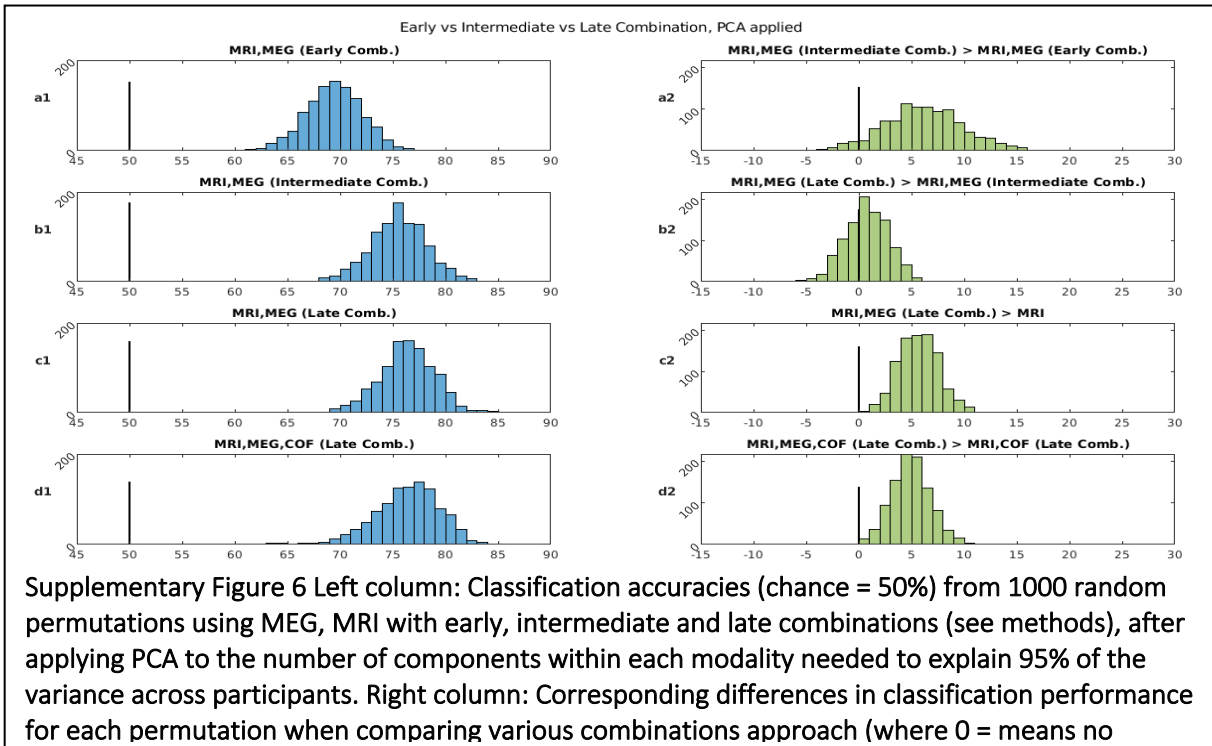 Early vs Intermediate vs Late Combination, PCA applied
MRI,MEG (Early Comb.)
a1
200
0
45 50 55 60 65 70 75 80 85 90
MRI,MEG (Intermediate Comb.) > MRI,MEG (Early Comb.)
a2
200
100
0
-15 -10 -5 0 5 10 15 20 25 30
MRI,MEG (Intermediate Comb.)
b1
200
0
45 50 55 60 65 70 75 80 85 90
MRI,MEG (Late Comb.) > MRI,MEG (Intermediate Comb.)
b2
200
100
0
-15 -10 -5 0 5 10 15 20 25 30
MRI,MEG (Late Comb.)
c1
200
0
45 50 55 60 65 70 75 80 85 90
MRI,MEG (Late Comb.) > MRI
c2
200
100
0
-15 -10 -5 0 5 10 15 20 25 30
MRI,MEG,COF (Late Comb.)
d1
200
0
45 50 55 60 65 70 75 80 85 90
MRI,MEG,COF (Late Comb.) > MRI,COF (Late Comb.)
d2
200
100
0
-15 -10 -5 0 5 10 15 20 25 30
Supplementary Figure 6 Left column: Classification accuracies (chance = 50%) from 1000 random
permutations using MEG, MRI with early, intermediate and late combinations (see methods), after
applying PCA to the number of components within each modality needed to explain 95% of the
variance across participants. Right column: Corresponding differences in classification performance
for each permutation when comparing various combinations approach (where 0 = means no